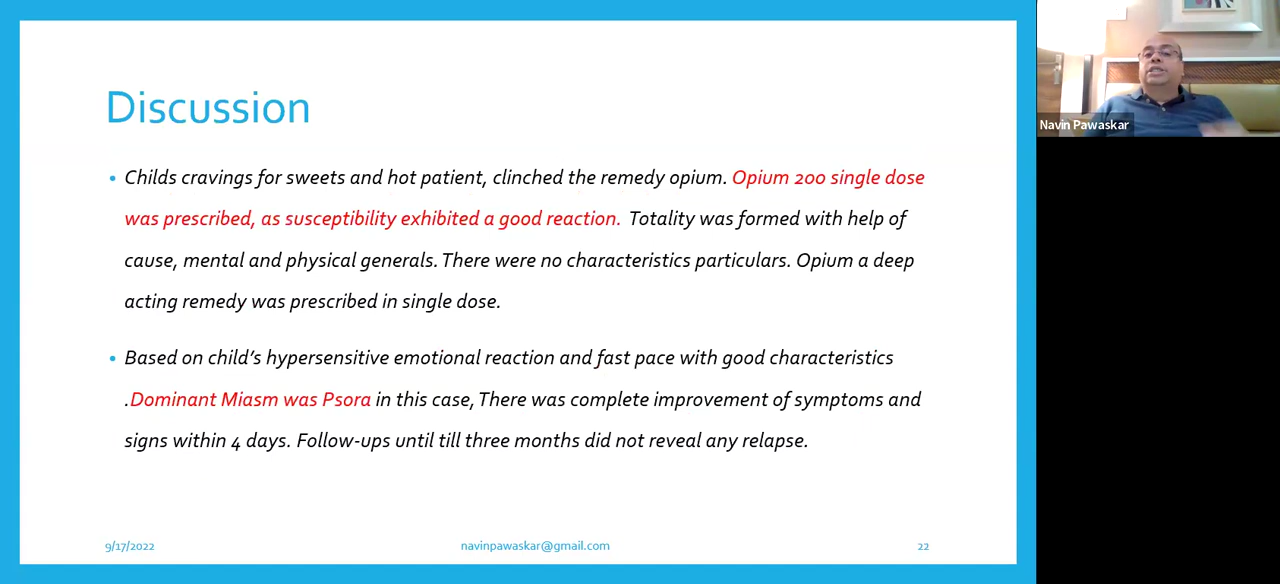 Discussion
• Childs cravings for sweets and hot patient, clinched the remedy opium. Opium 200 single dose
was prescribed, as susceptibility exhibited a good reaction. Totality was formed with help of
cause, mental and physical generals. There were no characteristics particulars. Opium a deep
acting remedy was prescribed in single dose.
• Based on child’s hypersensitive emotional reaction and fast pace with good characteristics
.Dominant Miasm was Psora in this case, There was complete improvement of symptoms and
signs within 4 days. Follow-ups until till three months did not reveal any relapse.
9/17/2022
navinpawaskar@gmail.com
22
Navin Pawaskar